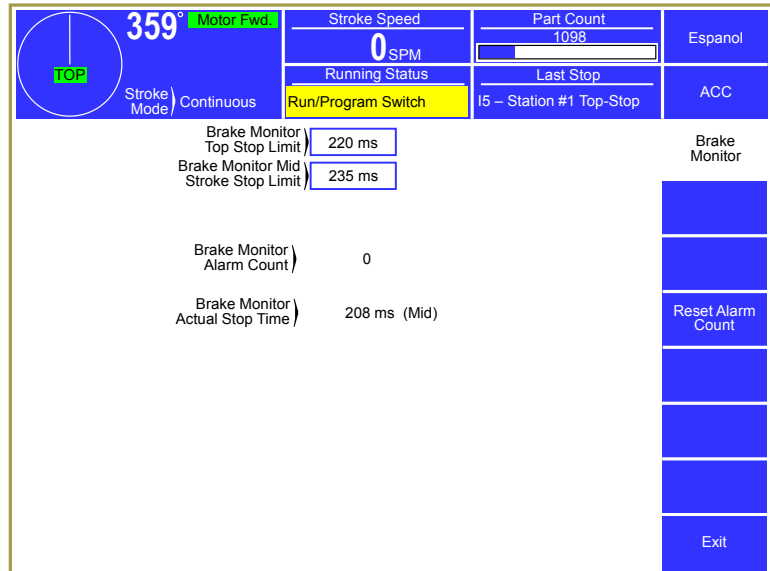 359°
Motor Fwd.
TOP
Stroke
Mode
Continuous
Stroke Speed
0 SPM
Part Count
1098
Running Status
Run/Program Switch
Last Stop
I5 – Station #1 Top-Stop
Espanol
ACC
Brake Monitor
Top Stop Limit
220 ms
Brake Monitor Mid
Stroke Stop Limit
235 ms
Brake Monitor
Alarm Count
0
Brake Monitor
Actual Stop Time
208 ms (Mid)
Brake
Monitor
Reset Alarm
Count
Exit